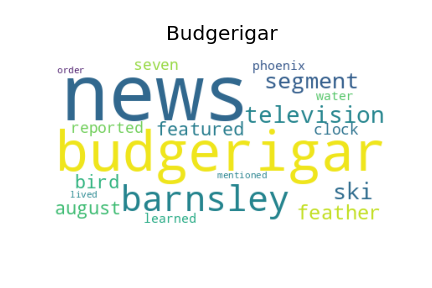 Budgerigar
order seven phoenix
news segment
water
television
reported featured clock
budgerigar
bird mentioned
lived barnsley ski
august feather
learned